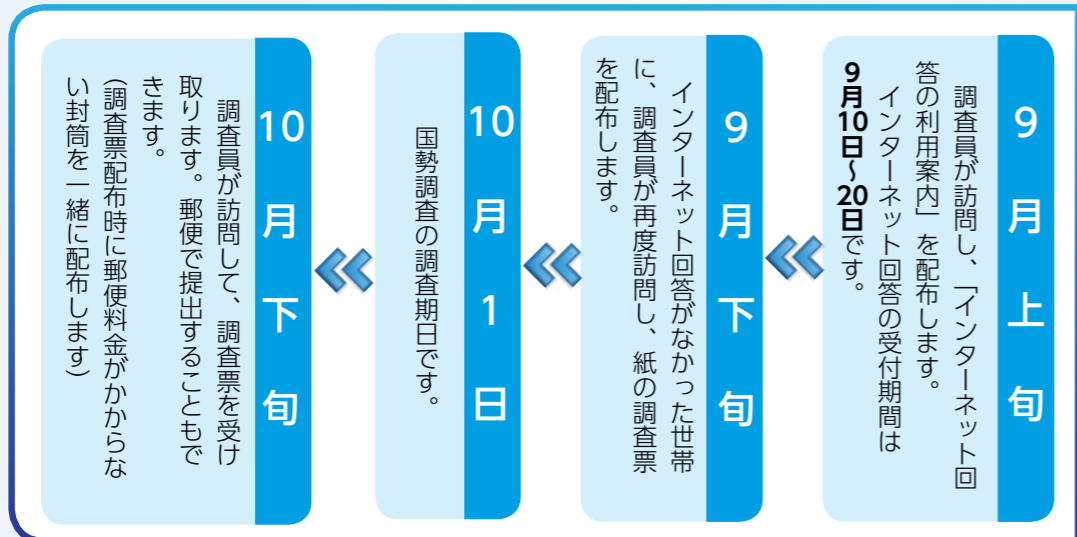 9月上旬
調査員が訪問し、「インターネット回
答の利用案内」を配布します。
インターネット回答の受付期間は
9月10日～20日です。
9月下旬
インターネット回答がなかった世帯
に、調査員が再度訪問し、紙の調査票
を配布します。
10月1日
国勢調査の調査期日です。
10月下旬
調査員が訪問して、調査票を受け
取ります。郵便で提出することもで
きます。
(調査票配布時に郵便料金がかからな
い封筒を一緒に配布します)